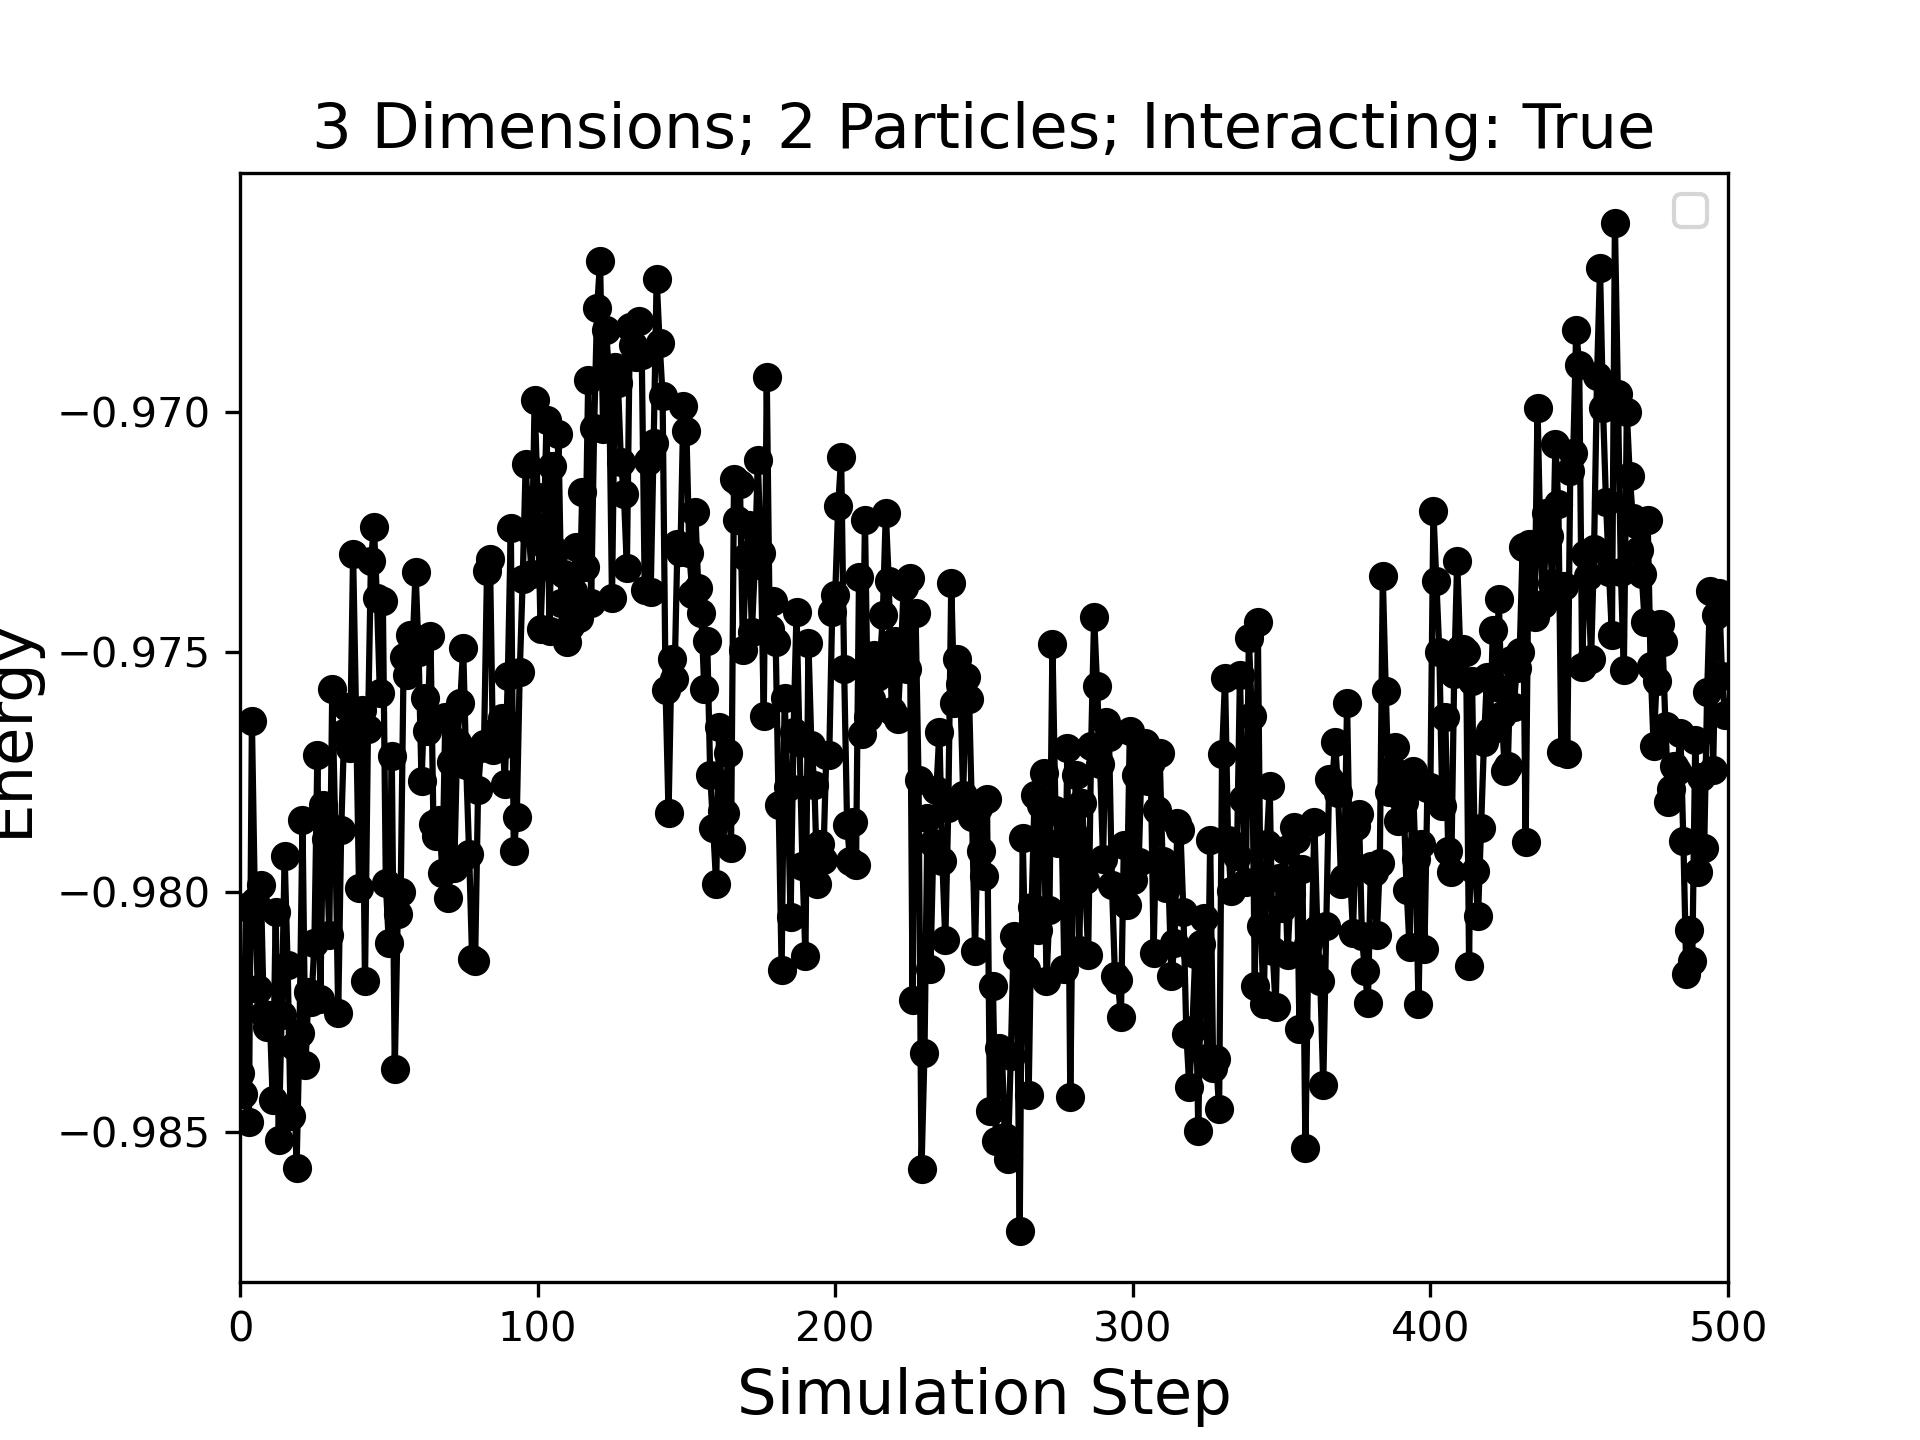 3 Dimensions; 2 Particles; Interacting: True
Energy
−0.970
−0.975
−0.980
−0.985
0 100 200 300 400 500
Simulation Step